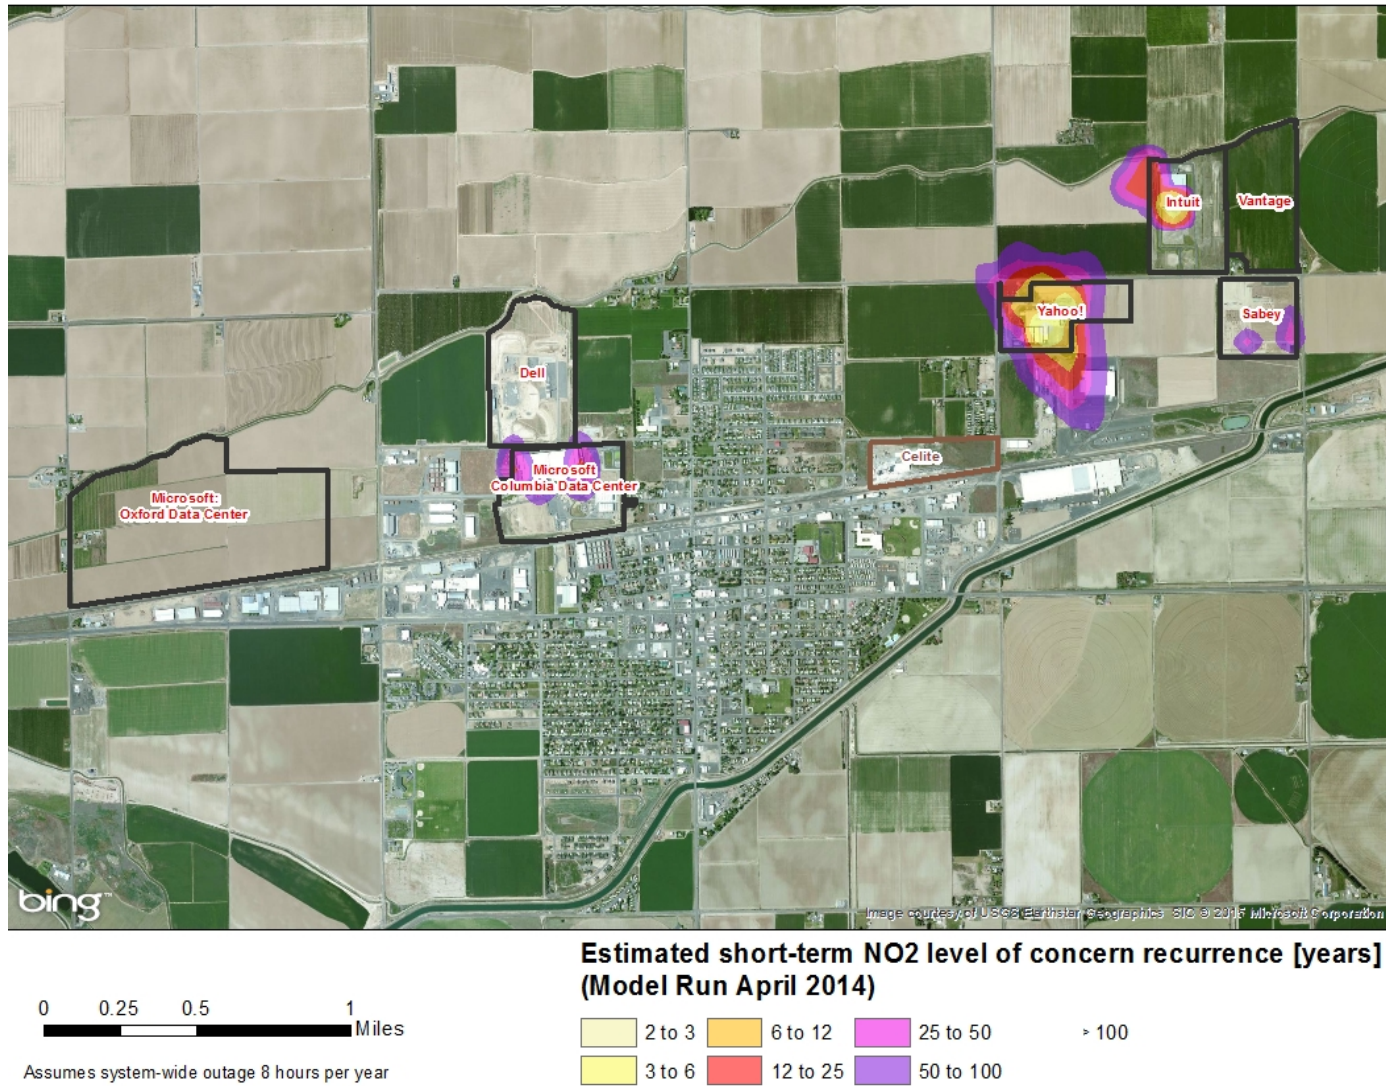 Intuit
Vantage
Yahoo!
Sabey
Dell
Celite
Microsoft
Columbia Data Center
Microsoft:
Oxford Data Center
bing™
Image courtesy of USGS Earthstar Geographics SIO © 2015 Microsoft Corporation
Estimated short-term NO2 level of concern recurrence [years]
(Model Run April 2014)
0 0.25 0.5 1
Miles
2 to 3 6 to 12 25 to 50 > 100
3 to 6 12 to 25 50 to 100
Assumes system-wide outage 8 hours per year